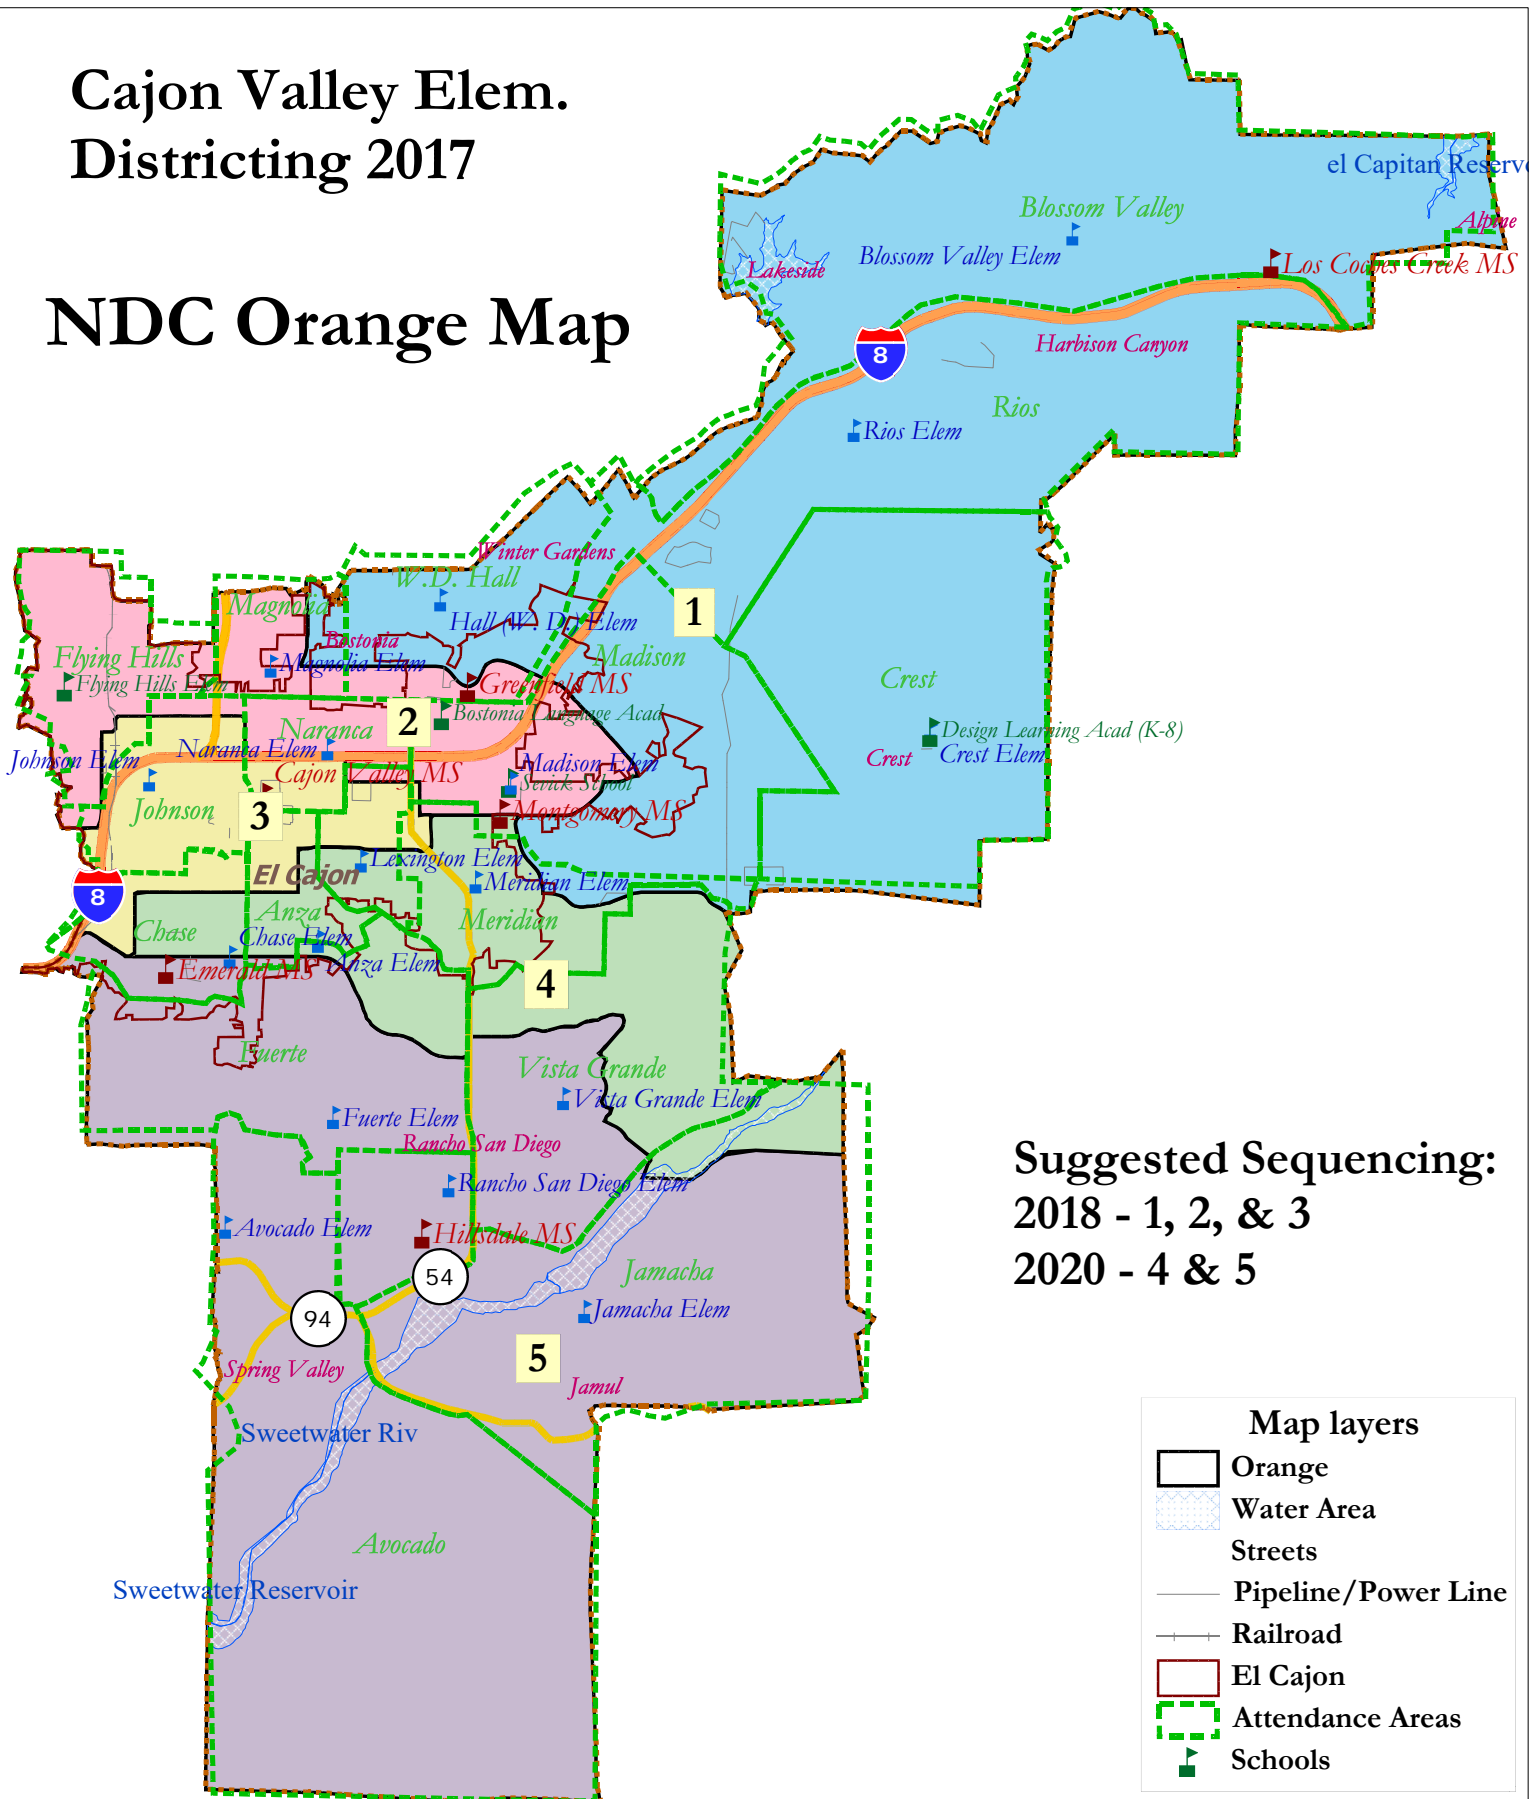 Cajon Valley Elem.
Districting 2017
NDC Orange Map
el Capitan Reserv
Blossom Valley
Alpine
Blossom Valley Elem
Lakeside
Los Coches Creek MS
8
Harbison Canyon
Rios
Rios Elem
Winter Gardens
W.D. Hall
Magnolia
Hall (W. D.) Elem
1
Bostonia
Flying Hills
Magnolia Elem
Madison
Flying Hills Elem
Greenfield MS
Crest
Bostonia Language Acad
2
Naranca
Design Learning Acad (K-8)
Naranca Elem
Crest
Crest Elem
Johnson Elem
Madison Elem
Cajon Valley MS
Sevick School
Johnson
3
Montgomery MS
Lexington Elem
El Cajon
Meridian Elem
8
Anza
Meridian
Chase
Chase Elem
Anza Elem
Emerald MS
4
Fuerte
Vista Grande
Vista Grande Elem
Fuerte Elem
Rancho San Diego
Rancho San Diego Elem
Avocado Elem
Hillsdale MS
54
Jamacha
94
Jamacha Elem
5
Spring Valley
Jamul
Sweetwater Riv
Avocado
Sweetwater Reservoir
Suggested Sequencing:
2018 - 1, 2, & 3
2020 - 4 & 5
Map layers
Orange
Water Area
Streets
Pipeline/Power Line
Railroad
El Cajon
Attendance Areas
Schools